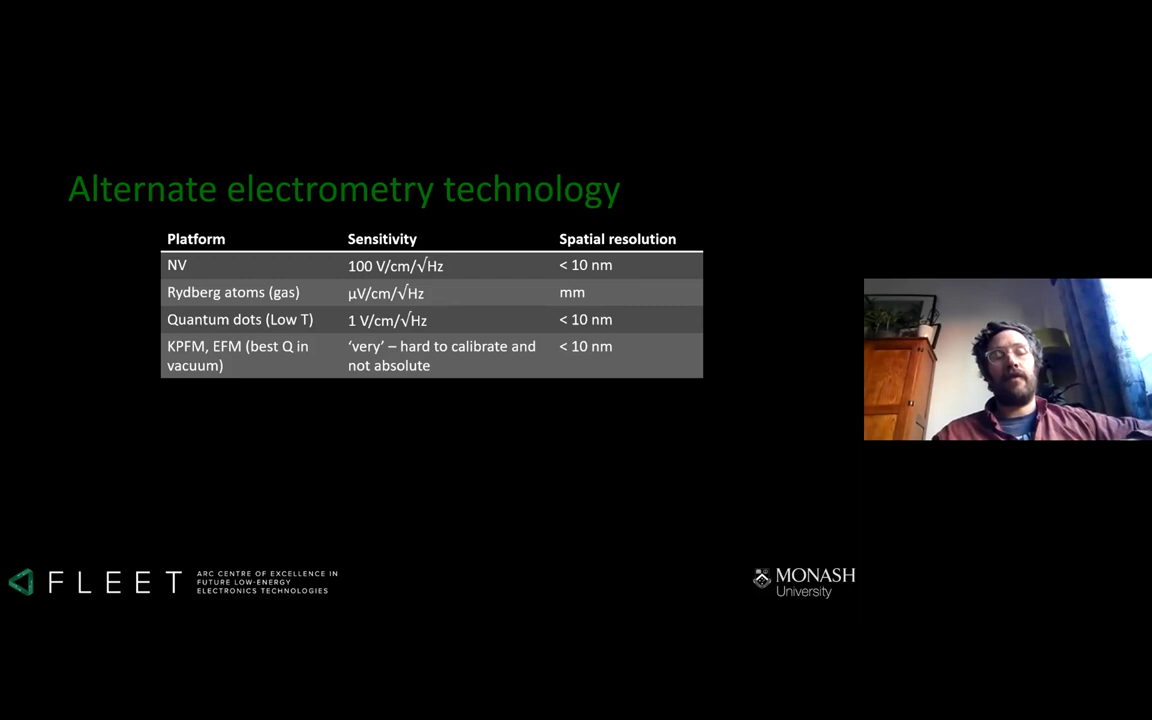 Alternate electrometry technology
Platform Sensitivity Spatial resolution
NV 100 V/cm/√Hz < 10 nm
Rydberg atoms (gas) µV/cm/√Hz mm
Quantum dots (Low T) 1 V/cm/√Hz < 10 nm
KPFM, EFM (best Q in vacuum) ‘very’ – hard to calibrate and not absolute < 10 nm
FLEET
ARC CENTRE OF EXCELLENCE IN
FUTURE LOW-ENERGY
ELECTRONICS TECHNOLOGIES
MONASH
University